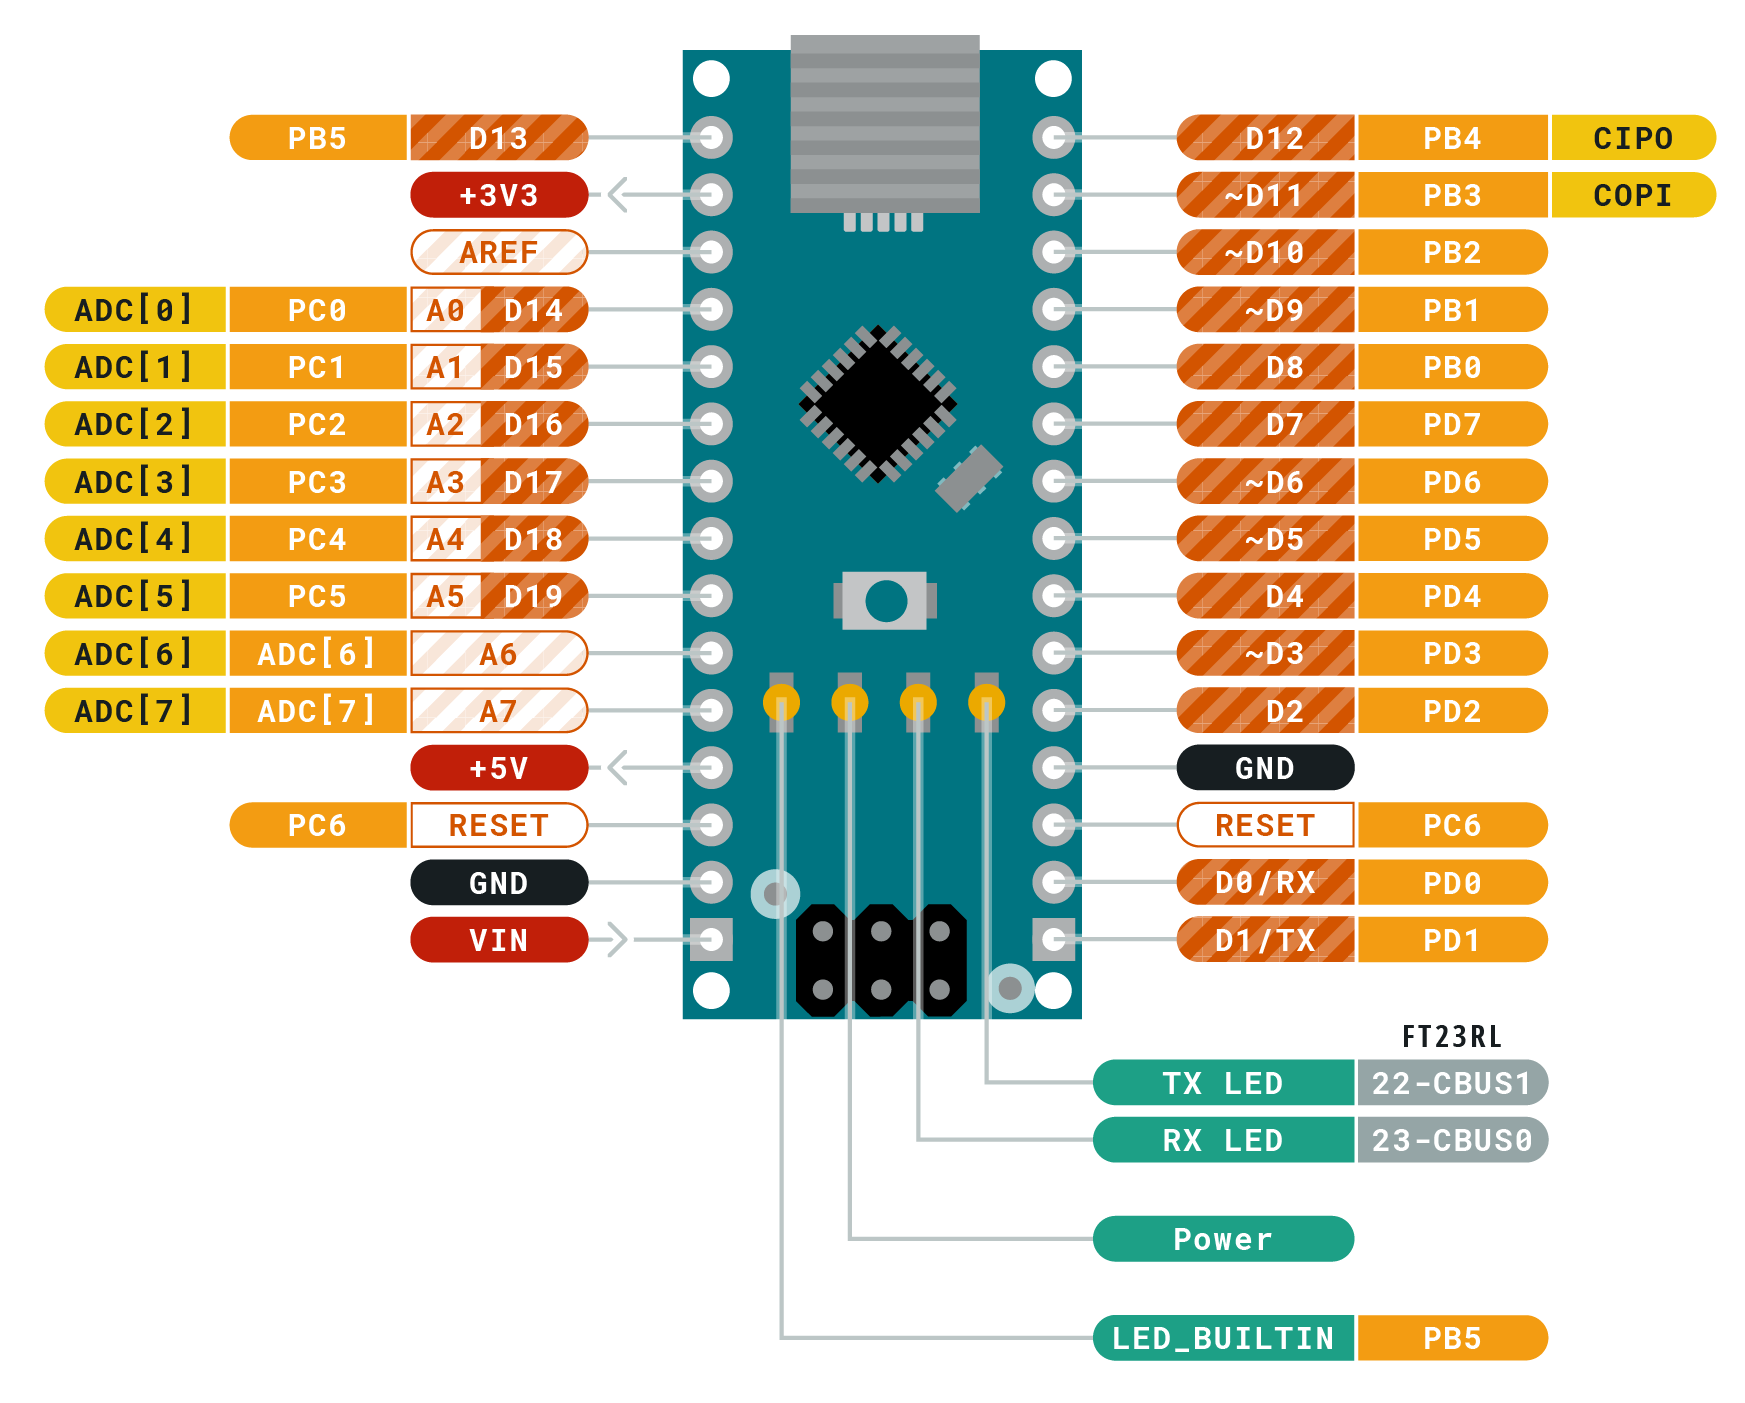 PB5 D13
+3V3
AREF
ADC[0] PC0 A0 D14
ADC[1] PC1 A1 D15
ADC[2] PC2 A2 D16
ADC[3] PC3 A3 D17
ADC[4] PC4 A4 D18
ADC[5] PC5 A5 D19
ADC[6] ADC[6] A6
ADC[7] ADC[7] A7
+5V
PC6 RESET
GND
VIN
D12 PB4 CIPO
~D11 PB3 COPI
~D10 PB2
~D9 PB1
D8 PB0
D7 PD7
~D6 PD6
~D5 PD5
D4 PD4
~D3 PD3
D2 PD2
GND
RESET PC6
D0/RX PD0
D1/TX PD1
FT23RL
TX LED 22-CBUS1
RX LED 23-CBUS0
Power
LED_BUILTIN PB5